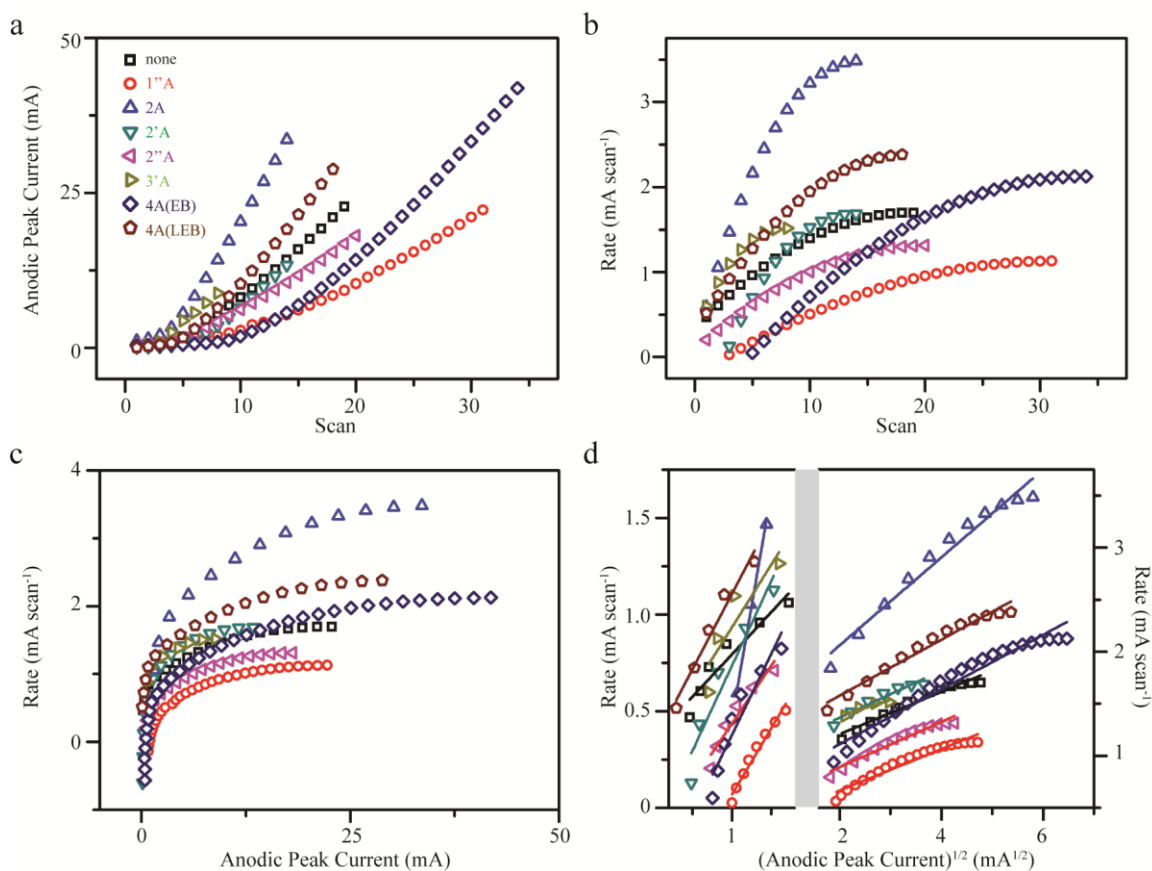 a
50
25
0
Anodic Peak Current (mA)
none
1”A
2A
2’A
2”A
3’A
4A(EB)
4A(LEB)
0
10
20
30
Scan
b
3
2
1
0
Rate (mA scan⁻¹)
0
10
20
30
Scan
c
4
2
0
Rate (mA scan⁻¹)
0
25
50
Anodic Peak Current (mA)
d
1.5
1.0
0.5
0
Rate (mA scan⁻¹)
3
2
1
Rate (mA scan⁻¹)
1
2
4
6
(Anodic Peak Current)¹/² (mA¹/²)